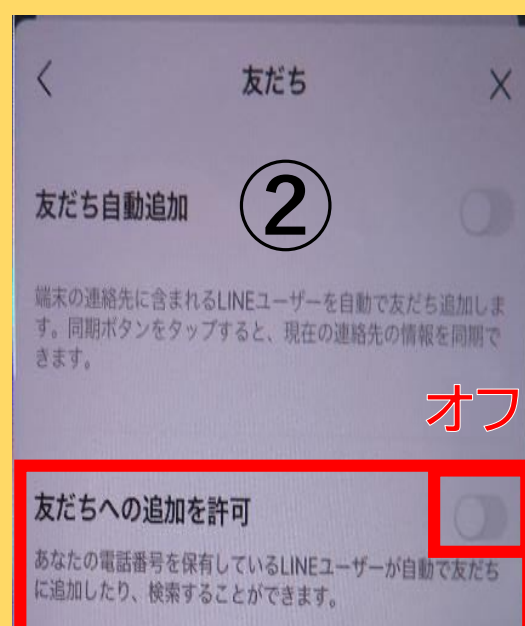 友だち
友だち自動追加
②
端末の連絡先に含まれるLINEユーザーを自動で友だち追加しま
す。同期ボタンをタップすると、現在の連絡先の情報を同期で
きます。
オフ
友だちへの追加を許可
あなたの電話番号を保有しているLINEユーザーが自動で友だち
に追加したり、検索することができます。